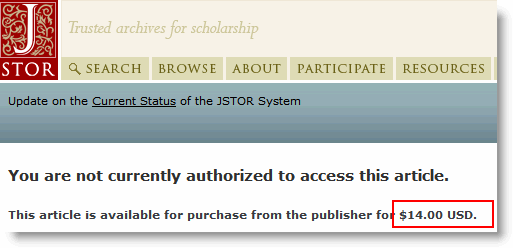 J
JSTOR
Trusted archives for scholarship
SEARCH BROWSE ABOUT PARTICIPATE RESOURCES
Update on the Current Status of the JSTOR System
You are not currently authorized to access this article.
This article is available for purchase from the publisher for $14.00 USD.